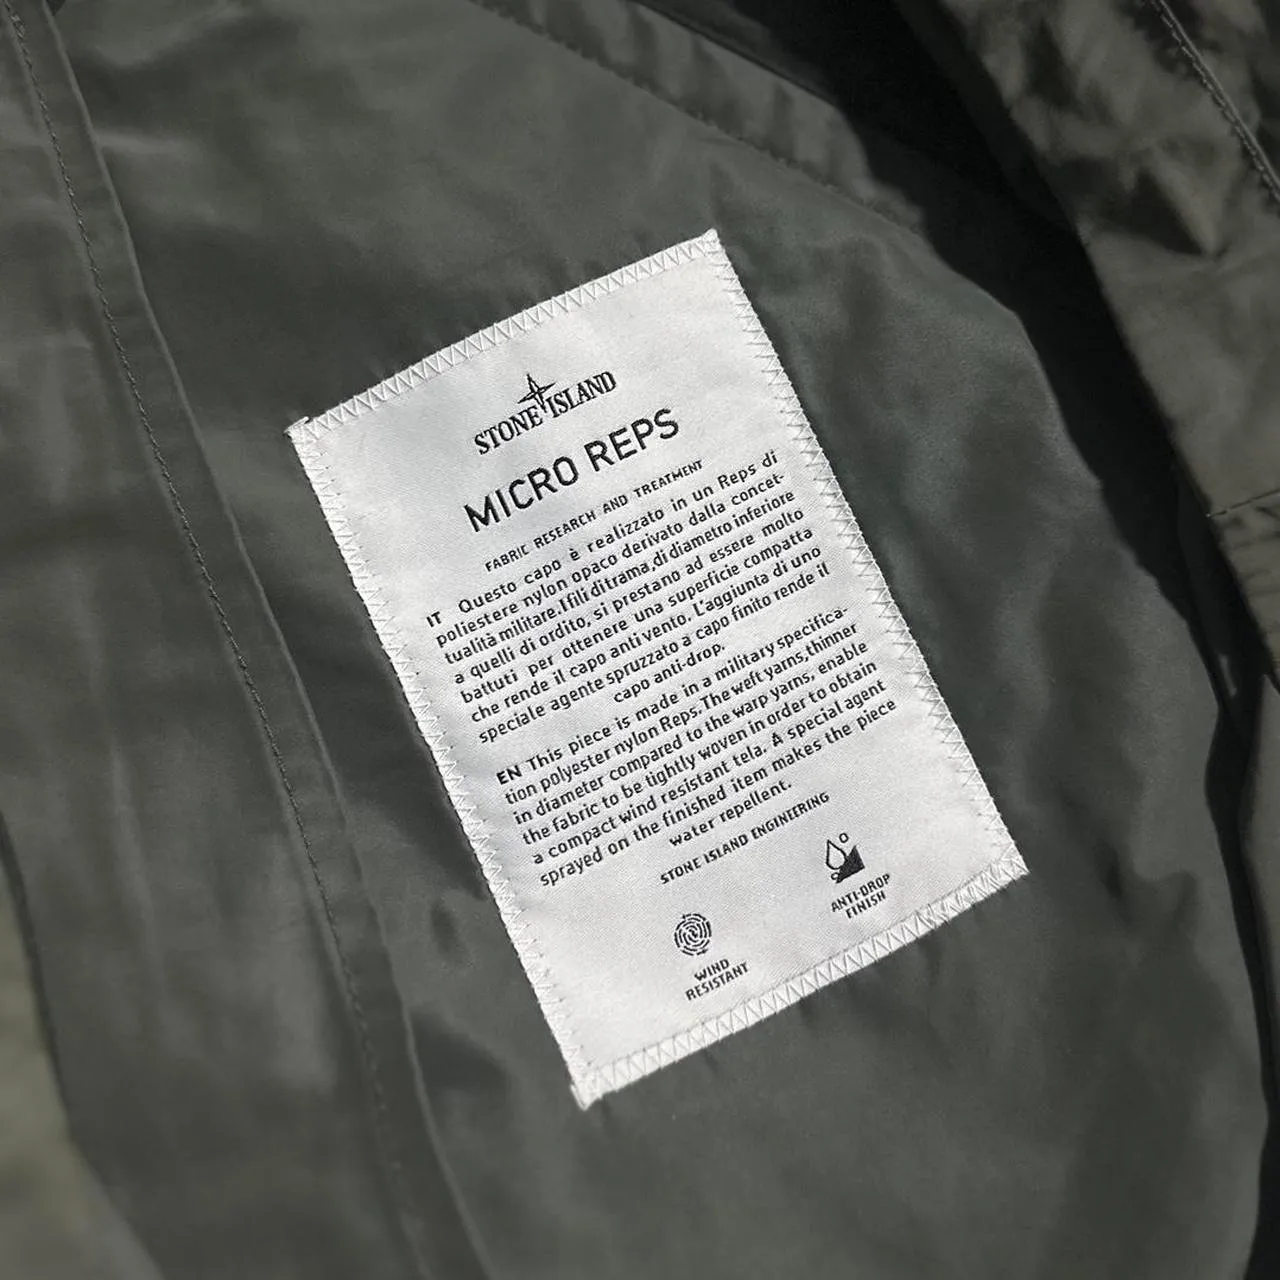 STONE ISLAND
MICRO REPS
FABRIC RESEARCH AND TREATMENT
IT Questo capo è realizzato in un Reps di
poliestere nylon opaco derivato dalla concet-
tualità militare. I fili di trama, di diametro inferiore
a quelli di ordito, si prestano ad essere molto
battuti per ottenere una superficie compatta
che rende il capo anti vento. L'aggiunta di uno
speciale agente spruzzato a capo finito rende il
capo anti-drop.
EN This piece is made in a military specifica-
tion polyester nylon Reps. The weft yarns, thinner
in diameter compared to the warp yarns, enable
the fabric to be tightly woven in order to obtain
a compact wind resistant tela. A special agent
sprayed on the finished item makes the piece
water repellent.
STONE ISLAND ENGINEERING
WIND
RESISTANT
ANTI-DROP
FINISH